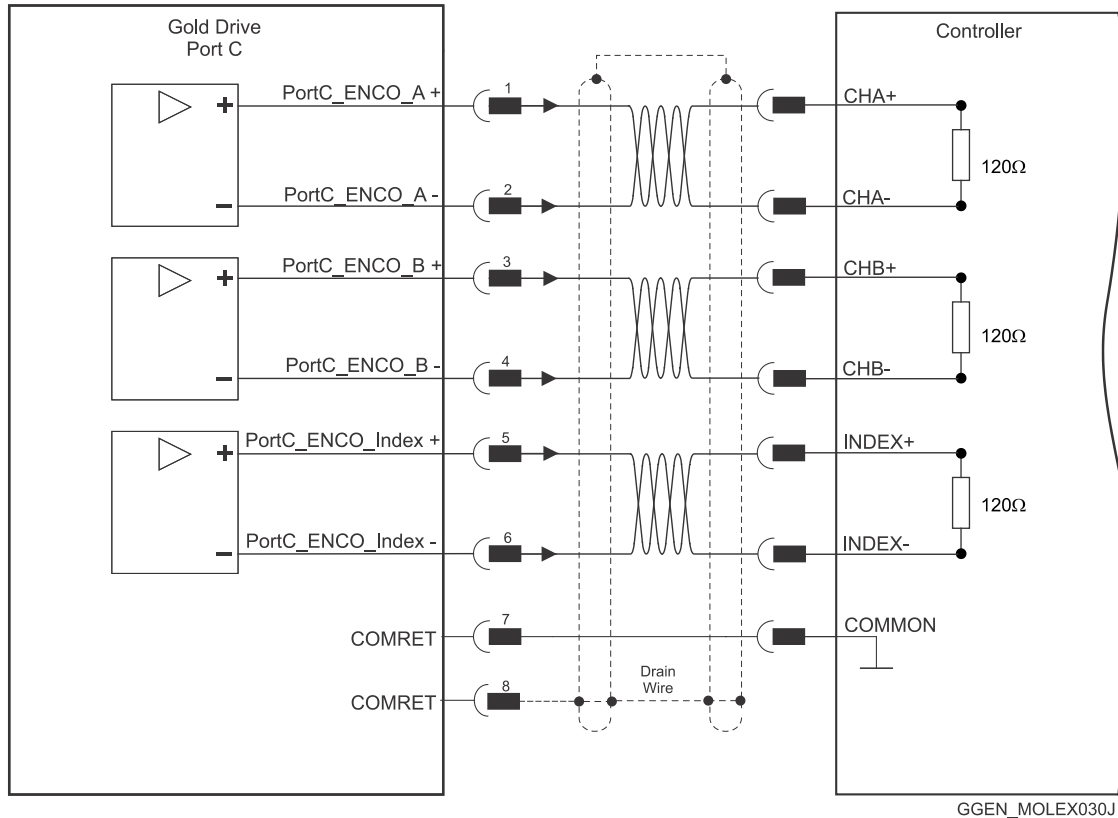 Gold Drive
Port C
Controller
PortC_ENCO_A +
1
CHA+
120Ω
PortC_ENCO_A -
2
CHA-
PortC_ENCO_B +
3
CHB+
120Ω
PortC_ENCO_B -
4
CHB-
PortC_ENCO_Index +
5
INDEX+
120Ω
PortC_ENCO_Index -
6
INDEX-
COMRET
7
COMMON
Drain
Wire
COMRET
8
GGEN_MOLEX030J